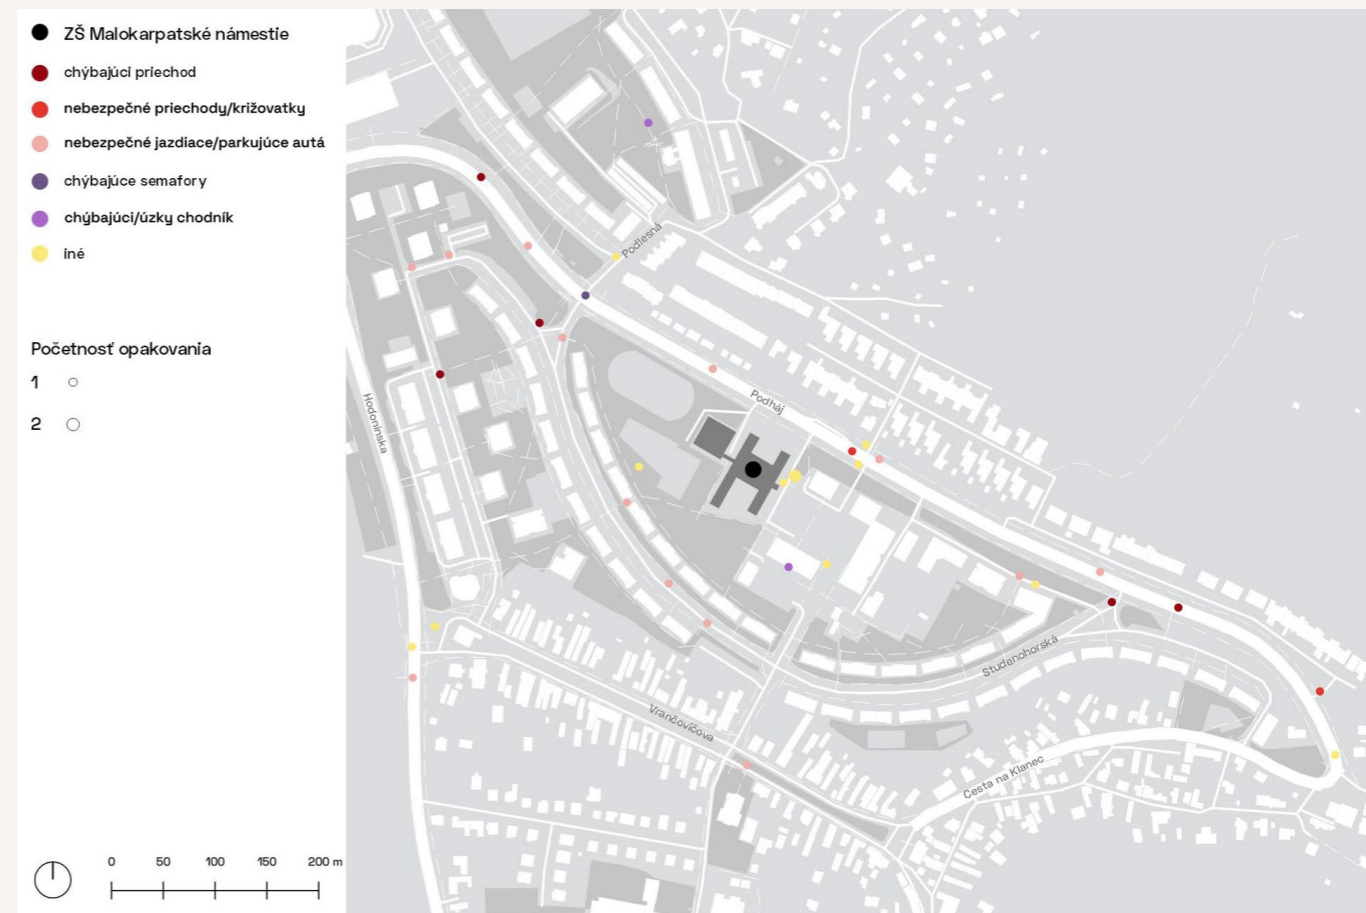 ZŠ Malokarpatské námestie
chýbajúci priechod
nebezpečné priechody/križovatky
nebezpečné jazdiace/parkujúce autá
chýbajúce semafory
chýbajúci/úzky chodník
iné
Početnosť opakovania
1
2
0 50 100 150 200 m
Podlesná
Hodonínska
Podháj
Studenohorská
Vrančovičova
Cesta na Klanec